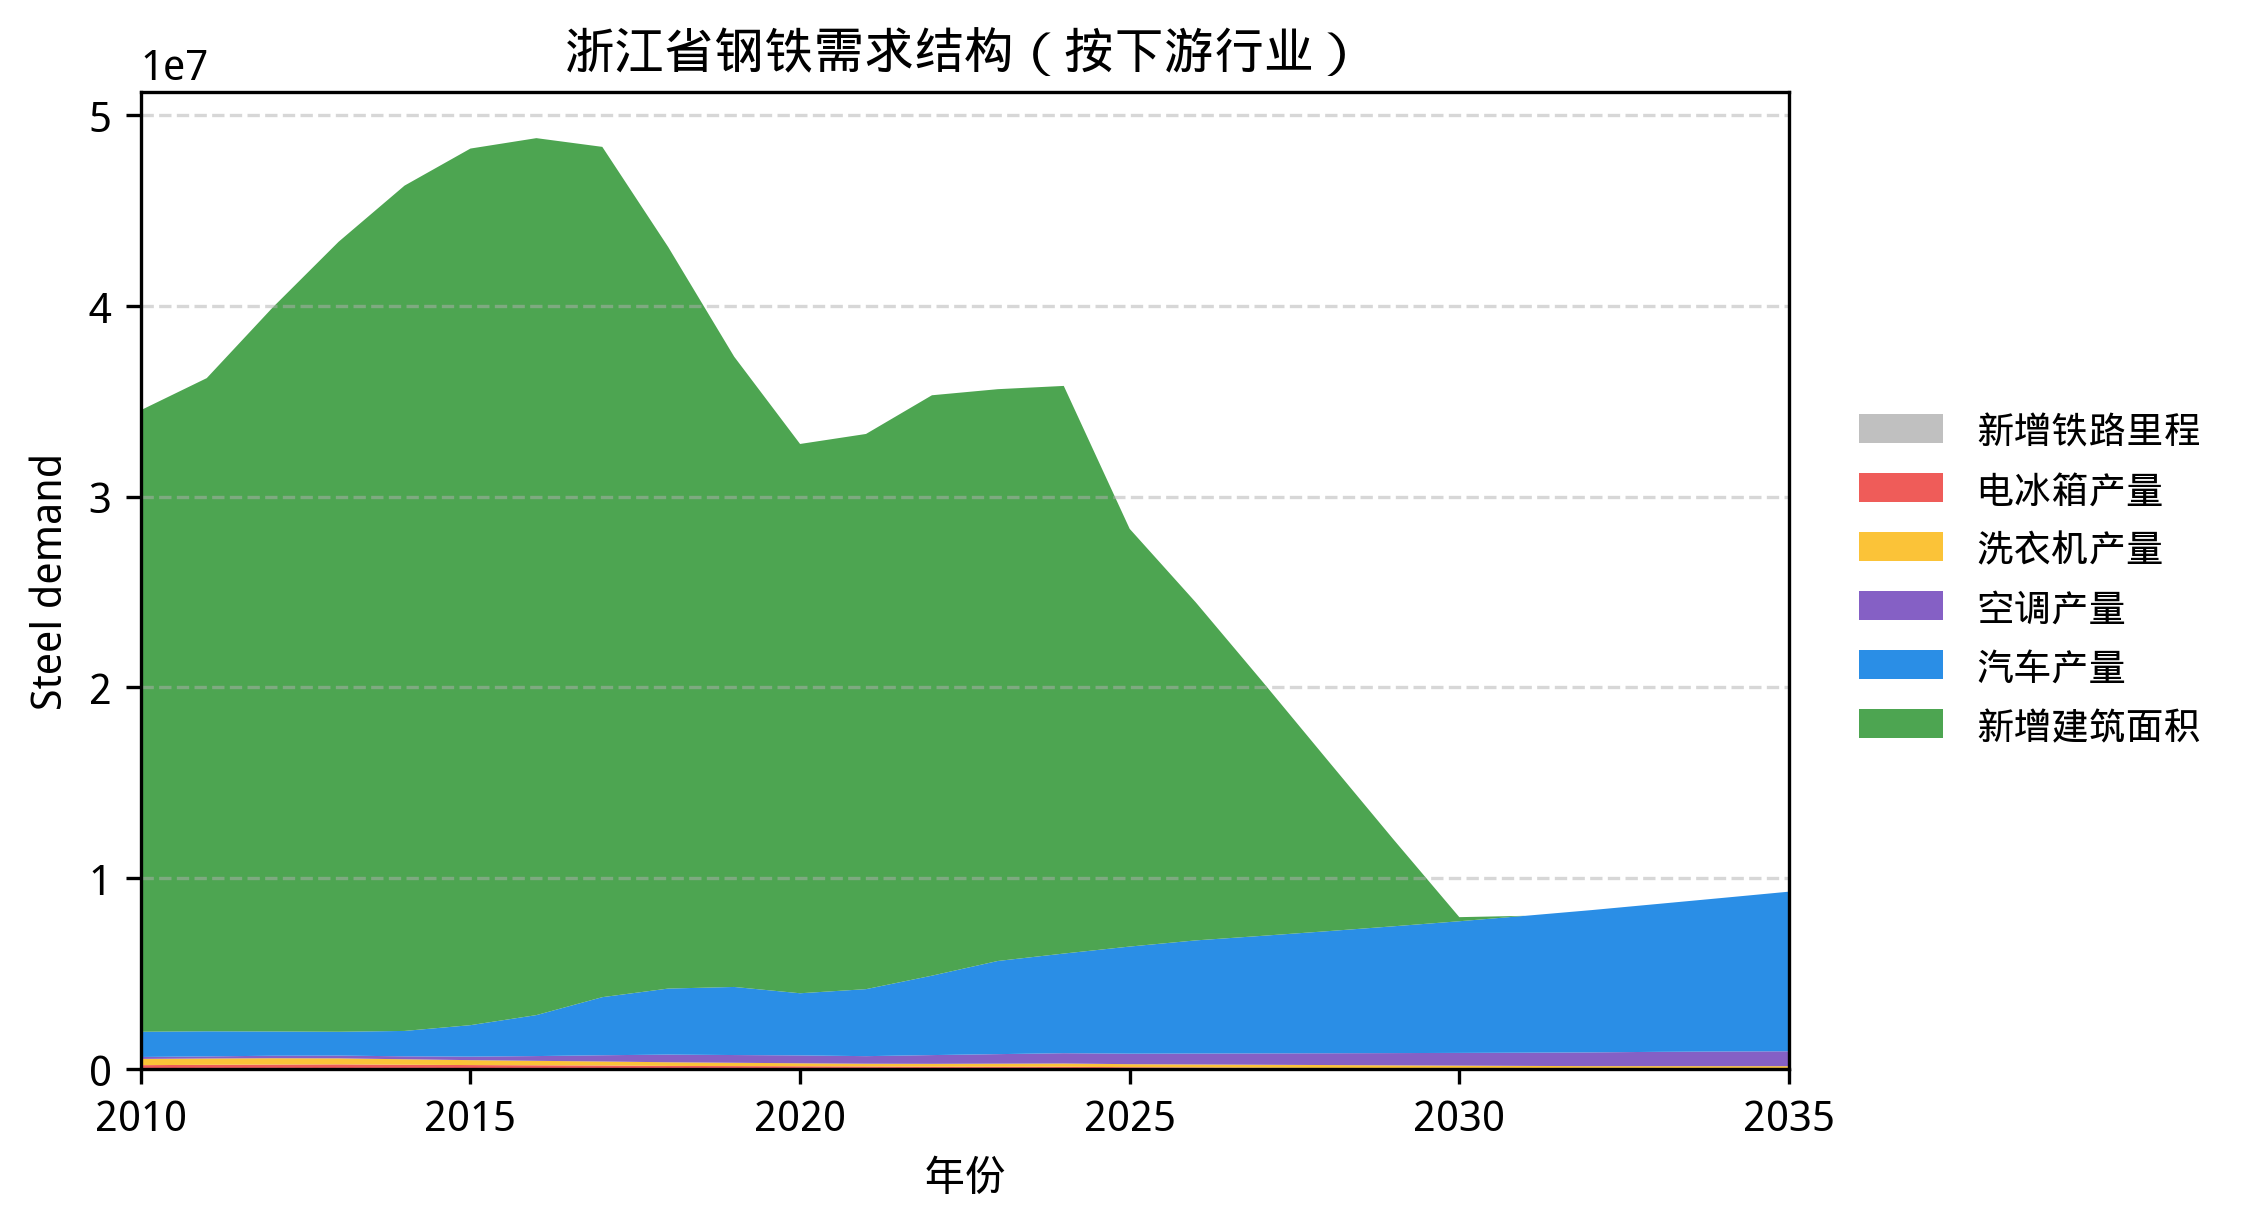 浙江省钢铁需求结构（按下游行业）
1e7
5
4
3
2
1
0
Steel demand
2010 2015 2020 2025 2030 2035
年份
新增铁路里程
电冰箱产量
洗衣机产量
空调产量
汽车产量
新增建筑面积